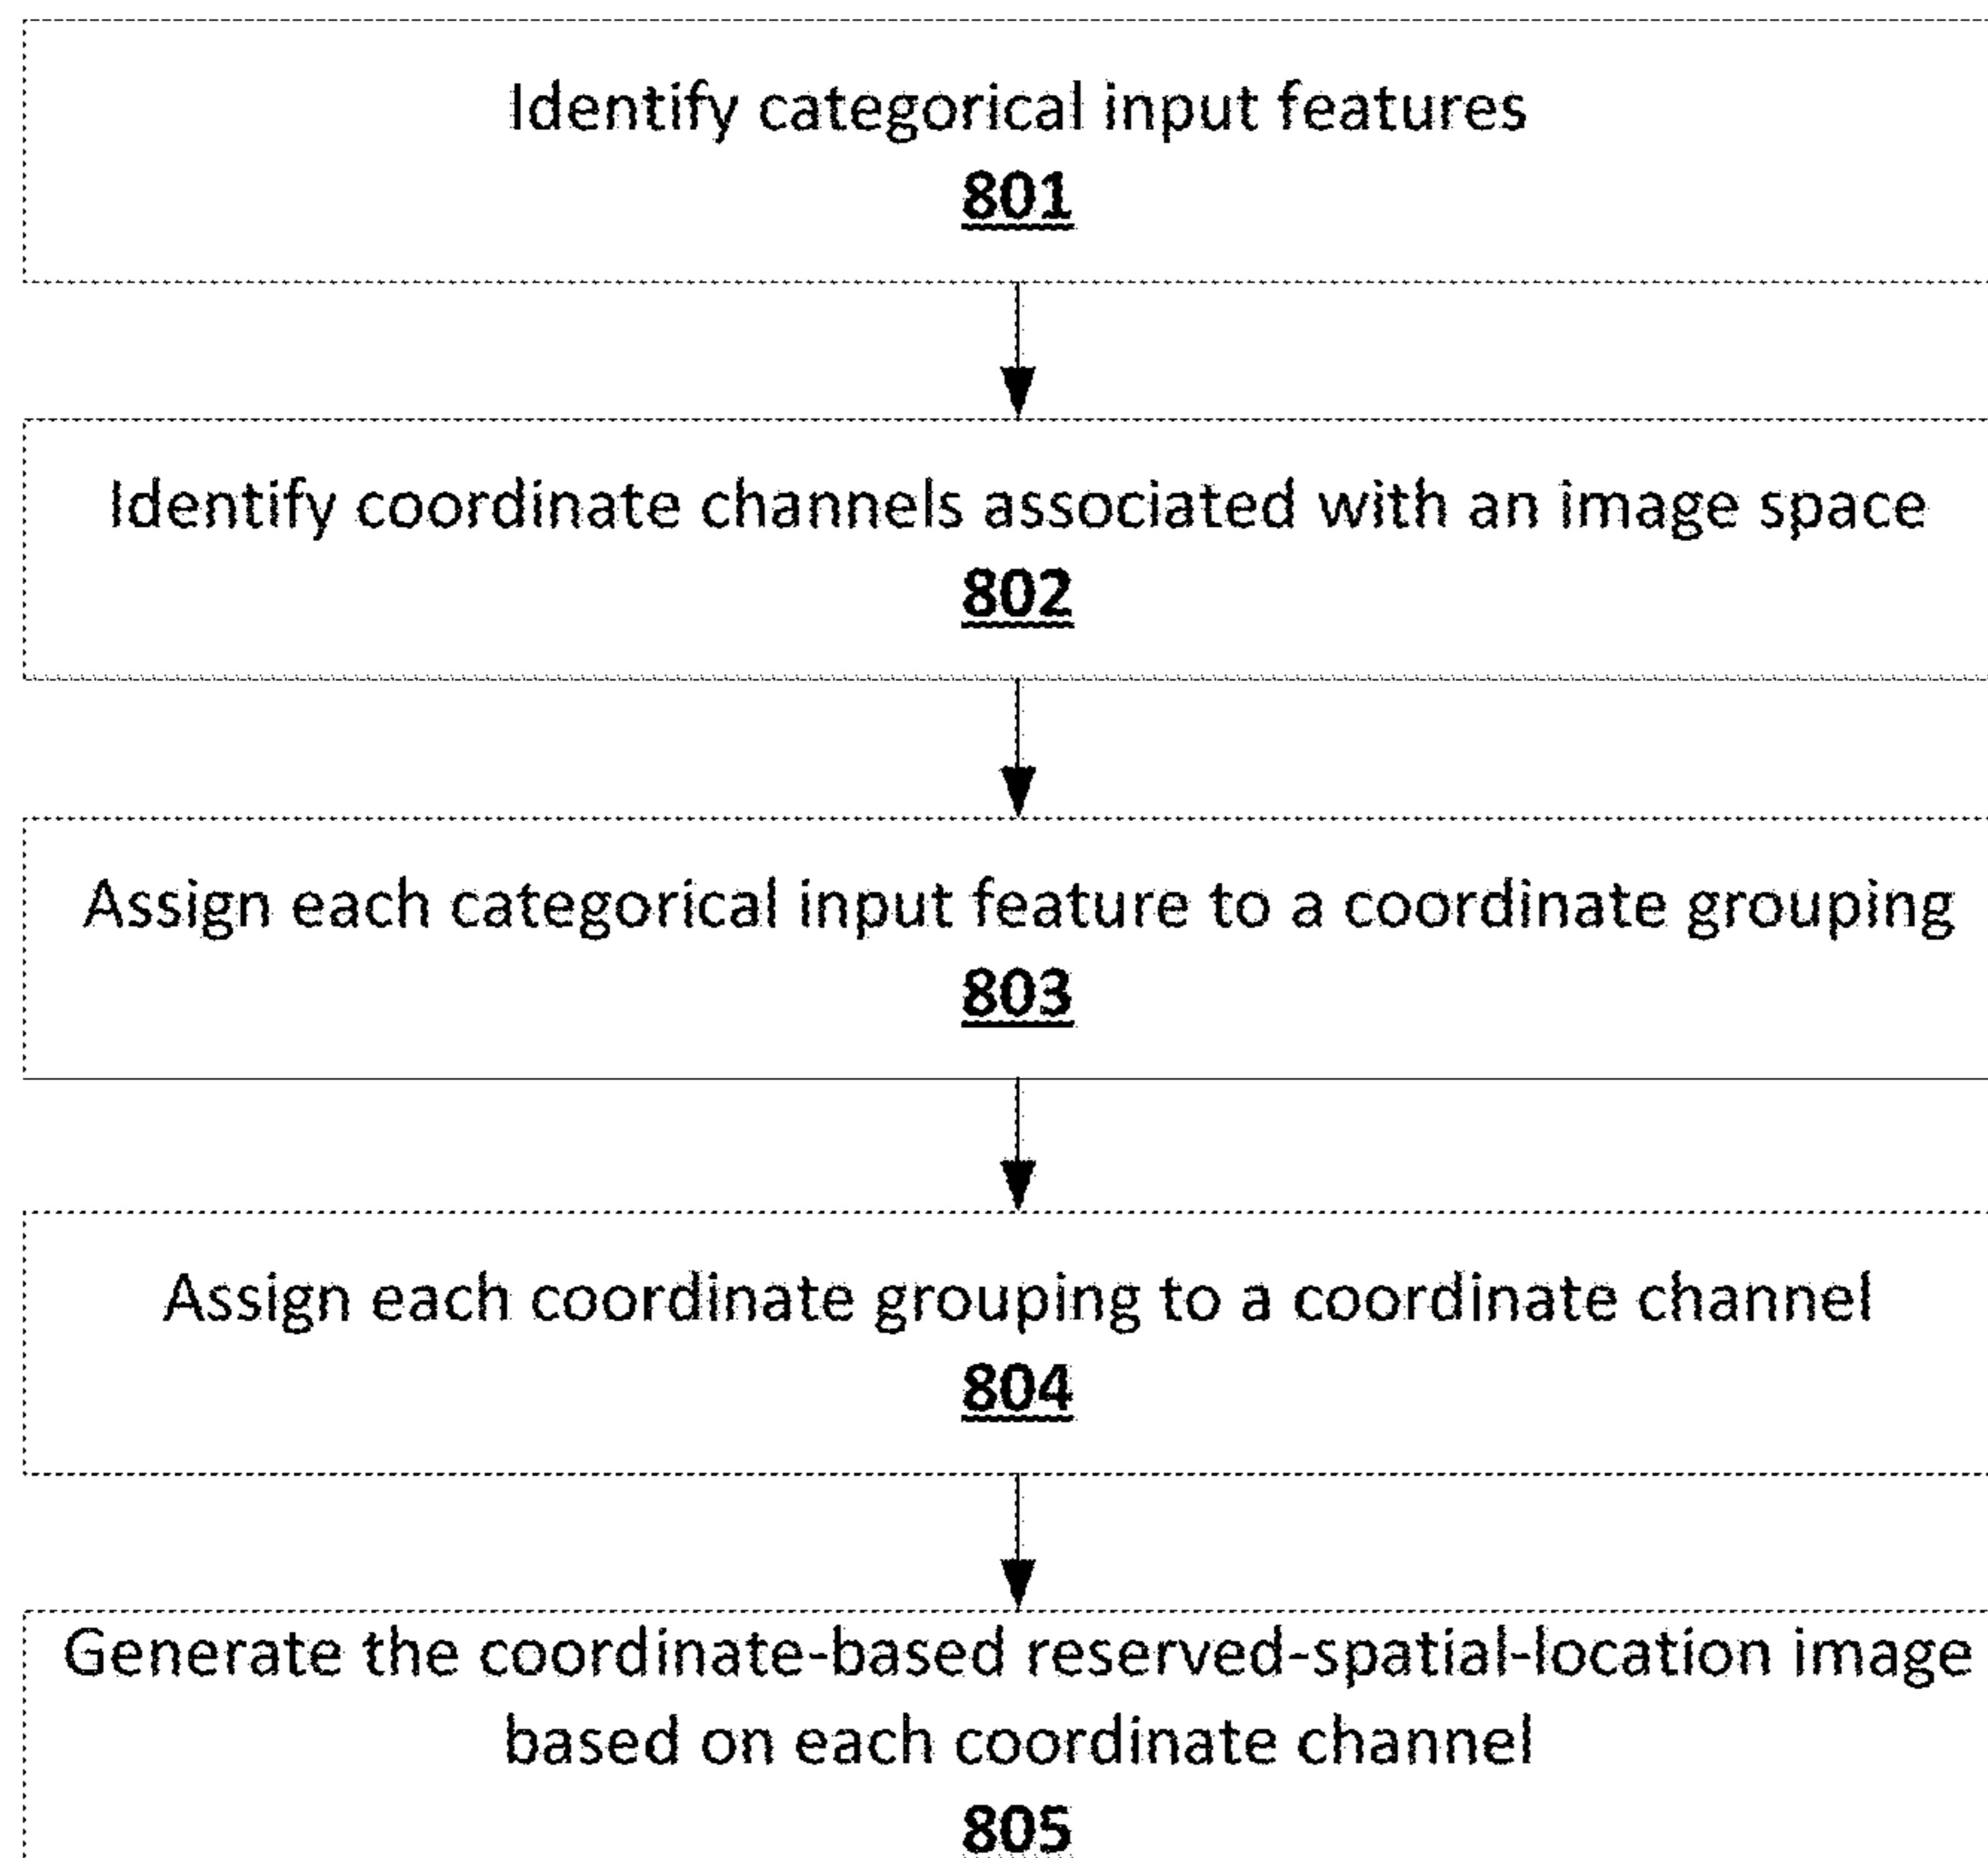 Identify categorical input features
801
Identify coordinate channels associated with an image space
802
Assign each categorical input feature to a coordinate grouping
803
Assign each coordinate grouping to a coordinate channel
804
Generate the coordinate-based reserved-spatial-location image
based on each coordinate channel
805